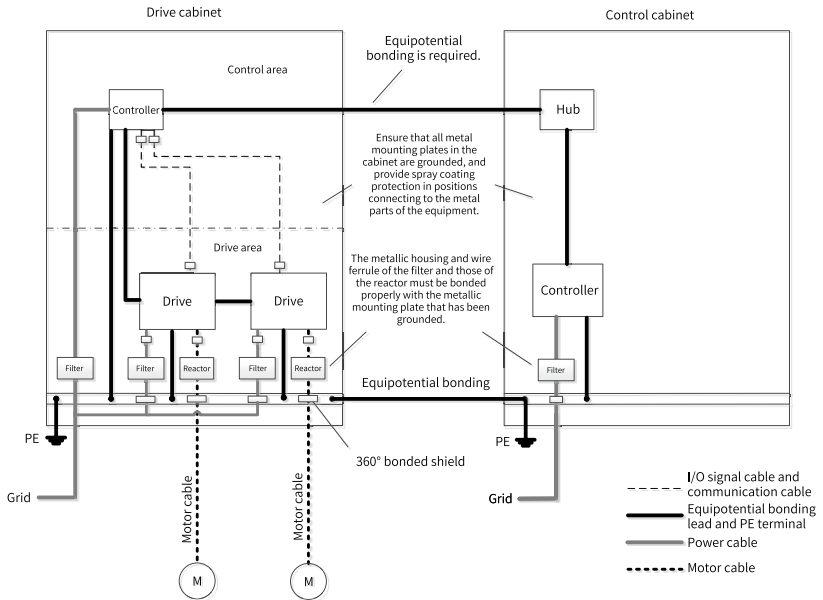 Drive cabinet
Control cabinet
Equipotential
bonding is required.
Control area
Controller
Hub
Ensure that all metal
mounting plates in the
cabinet are grounded, and
provide spray coating
protection in positions
connecting to the metal
parts of the equipment.
Drive area
The metallic housing and wire
ferrule of the filter and those of
the reactor must be bonded
properly with the metallic
mounting plate that has been
grounded.
Drive
Drive
Controller
Filter
Filter
Reactor
Filter
Reactor
Filter
Equipotential bonding
PE
PE
360° bonded shield
Grid
Grid
Motor cable
Motor cable
I/O signal cable and
communication cable
Equipotential bonding
lead and PE terminal
Power cable
Motor cable
M
M